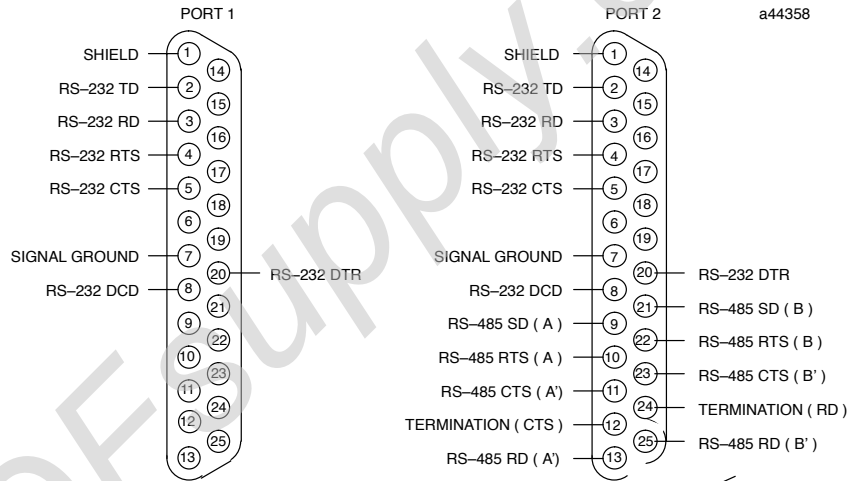 PORT 1
SHIELD 1
14
RS–232 TD 2
15
RS–232 RD 3
16
RS–232 RTS 4
17
RS–232 CTS 5
18
6
19
SIGNAL GROUND 7
20 RS–232 DTR
RS–232 DCD 8
21
9
22
10
23
11
24
12
25
13
PORT 2
a44358
SHIELD 1
14
RS–232 TD 2
15
RS–232 RD 3
16
RS–232 RTS 4
17
RS–232 CTS 5
18
6
19
SIGNAL GROUND 7
20 RS–232 DTR
RS–232 DCD 8
21 RS–485 SD ( B )
RS–485 SD ( A ) 9
22 RS–485 RTS ( B )
RS–485 RTS ( A ) 10
23 RS–485 CTS ( B' )
RS–485 CTS ( A') 11
24 TERMINATION ( RD )
TERMINATION ( CTS ) 12
25 RS–485 RD ( B' )
RS–485 RD ( A') 13